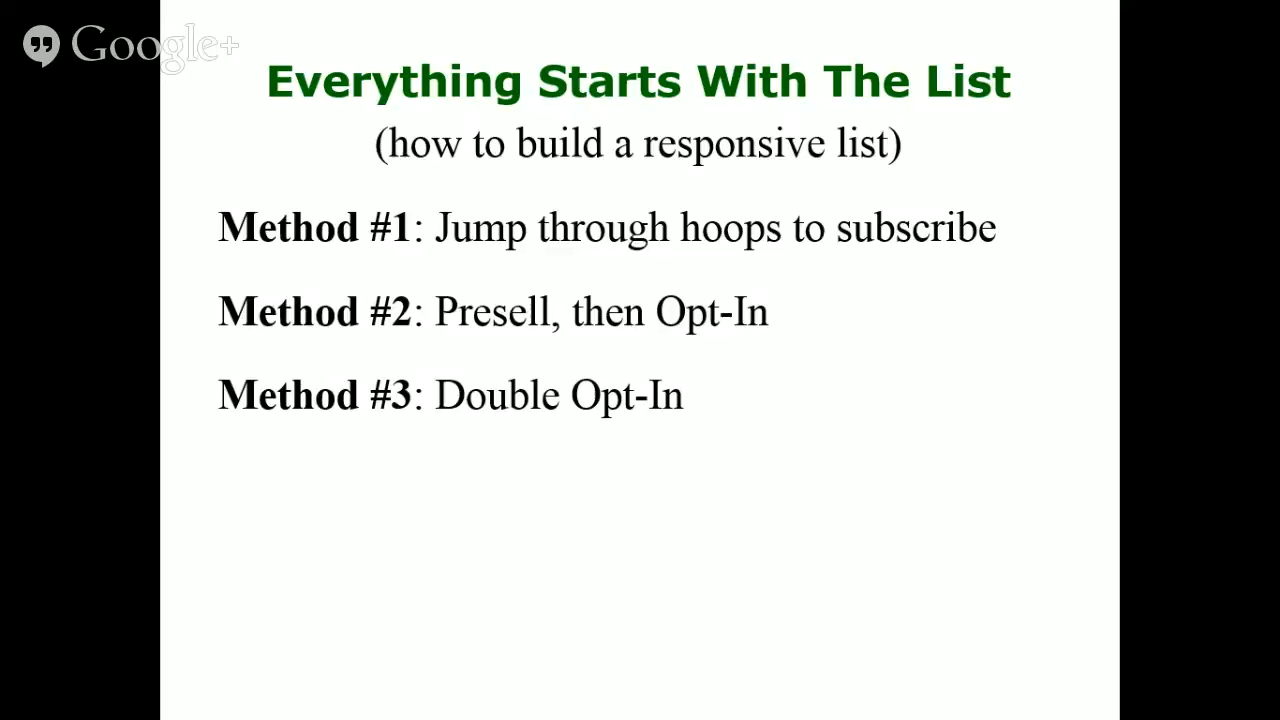 Google+
Everything Starts With The List
(how to build a responsive list)
Method #1: Jump through hoops to subscribe
Method #2: Presell, then Opt-In
Method #3: Double Opt-In